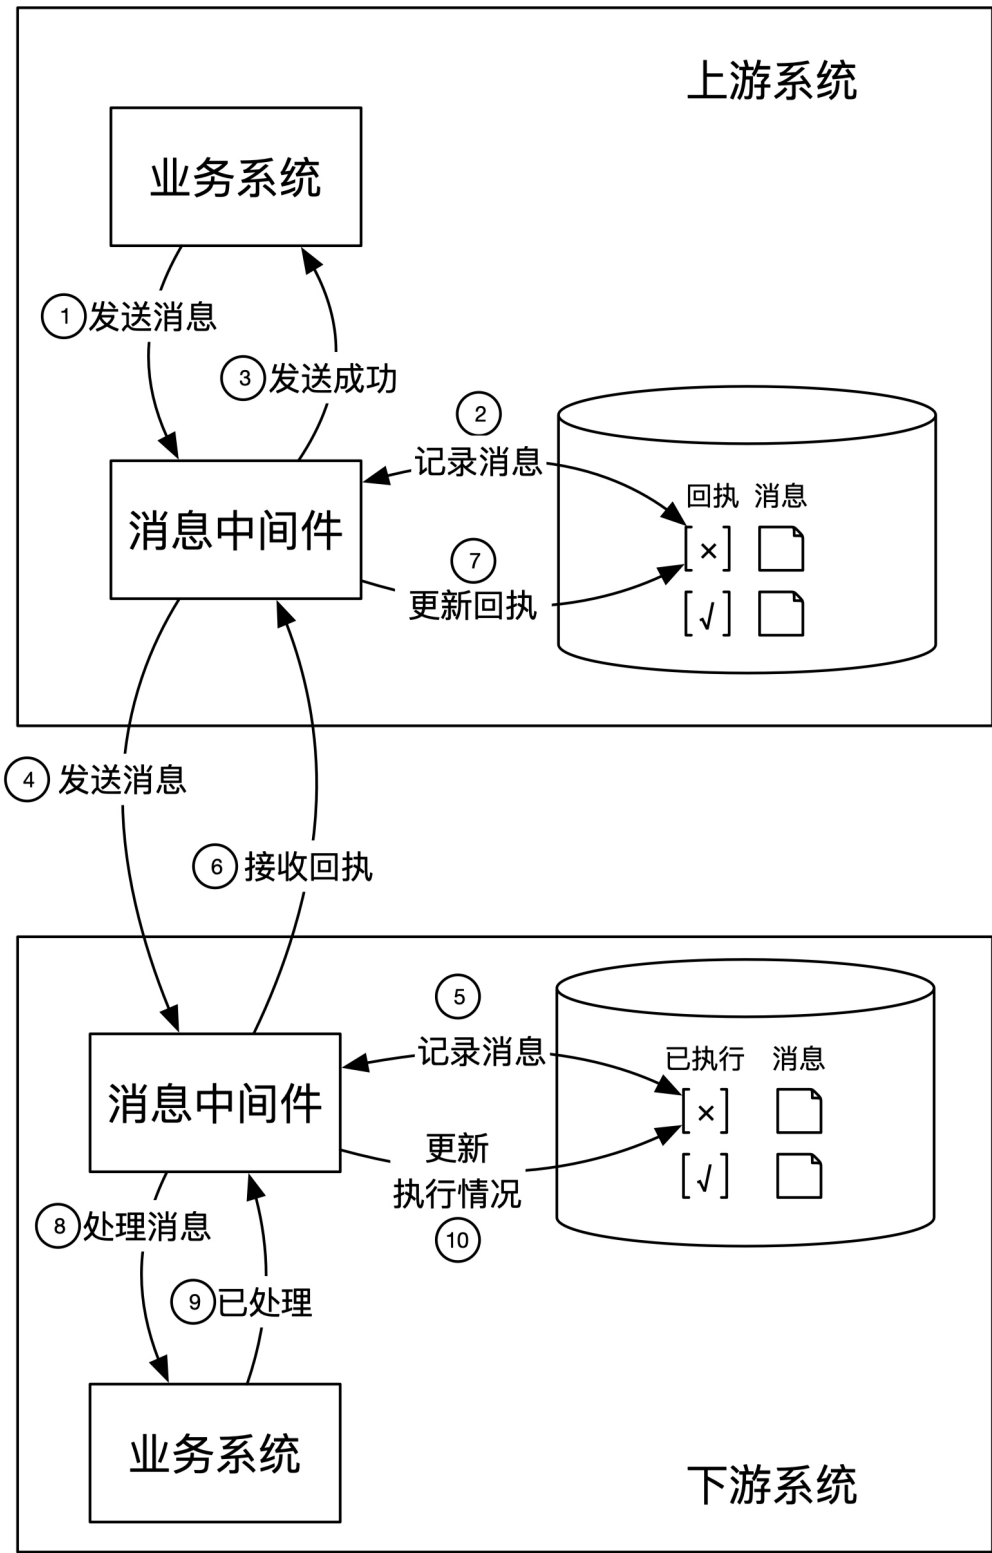 上游系统
业务系统
1 发送消息
3 发送成功
2
记录消息
回执 消息
[×]
消息中间件
7
更新回执
[√]
4 发送消息
6 接收回执
5
记录消息
已执行 消息
[×]
消息中间件
更新
执行情况
10
[√]
8 处理消息
9 已处理
业务系统
下游系统